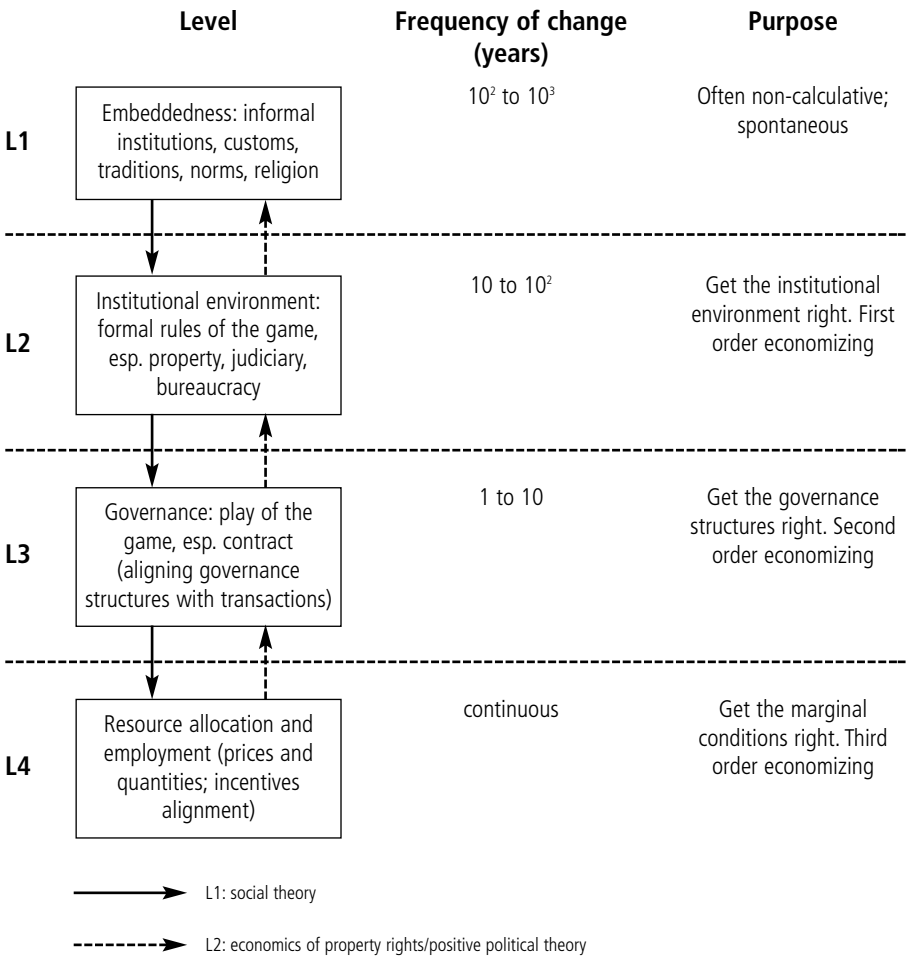 Level
Frequency of change
(years)
Purpose
L1
Embeddedness: informal
institutions, customs,
traditions, norms, religion
10² to 10³
Often non-calculative;
spontaneous
L2
Institutional environment:
formal rules of the game,
esp. property, judiciary,
bureaucracy
10 to 10²
Get the institutional
environment right. First
order economizing
L3
Governance: play of the
game, esp. contract
(aligning governance
structures with transactions)
1 to 10
Get the governance
structures right. Second
order economizing
L4
Resource allocation and
employment (prices and
quantities; incentives
alignment)
continuous
Get the marginal
conditions right. Third
order economizing
L1: social theory
L2: economics of property rights/positive political theory